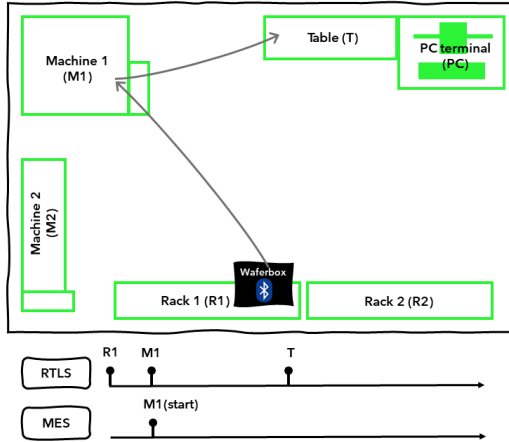 Machine 1
(M1)
Table (T)
PC terminal
(PC)
Machine 2
(M2)
Waferbox
Rack 1 (R1)
Rack 2 (R2)
R1
M1
T
RTLS
M1(start)
MES